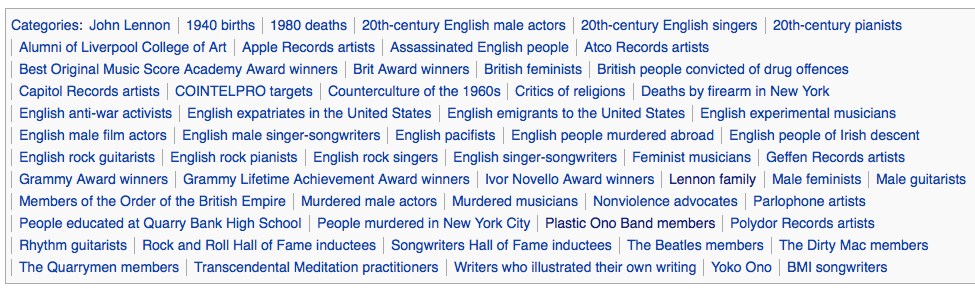 Categories: John Lennon | 1940 births | 1980 deaths | 20th-century English male actors | 20th-century English singers | 20th-century pianists
| Alumni of Liverpool College of Art | Apple Records artists | Assassinated English people | Atco Records artists
| Best Original Music Score Academy Award winners | Brit Award winners | British feminists | British people convicted of drug offences
| Capitol Records artists | COINTELPRO targets | Counterculture of the 1960s | Critics of religions | Deaths by firearm in New York
| English anti-war activists | English expatriates in the United States | English emigrants to the United States | English experimental musicians
| English male film actors | English male singer-songwriters | English pacifists | English people murdered abroad | English people of Irish descent
| English rock guitarists | English rock pianists | English rock singers | English singer-songwriters | Feminist musicians | Geffen Records artists
| Grammy Award winners | Grammy Lifetime Achievement Award winners | Ivor Novello Award winners | Lennon family | Male feminists | Male guitarists
| Members of the Order of the British Empire | Murdered male actors | Murdered musicians | Nonviolence advocates | Parlophone artists
| People educated at Quarry Bank High School | People murdered in New York City | Plastic Ono Band members | Polydor Records artists
| Rhythm guitarists | Rock and Roll Hall of Fame inductees | Songwriters Hall of Fame inductees | The Beatles members | The Dirty Mac members
| The Quarrymen members | Transcendental Meditation practitioners | Writers who illustrated their own writing | Yoko Ono | BMI songwriters